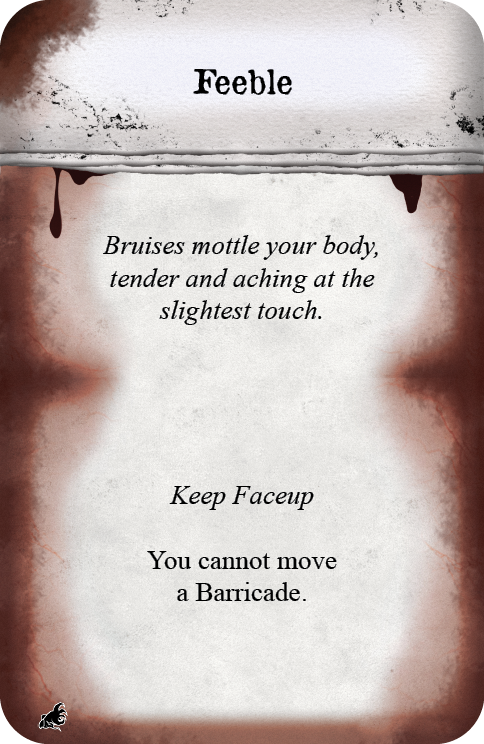 Feeble
Bruises mottle your body,
tender and aching at the
slightest touch.
Keep Faceup
You cannot move
a Barricade.